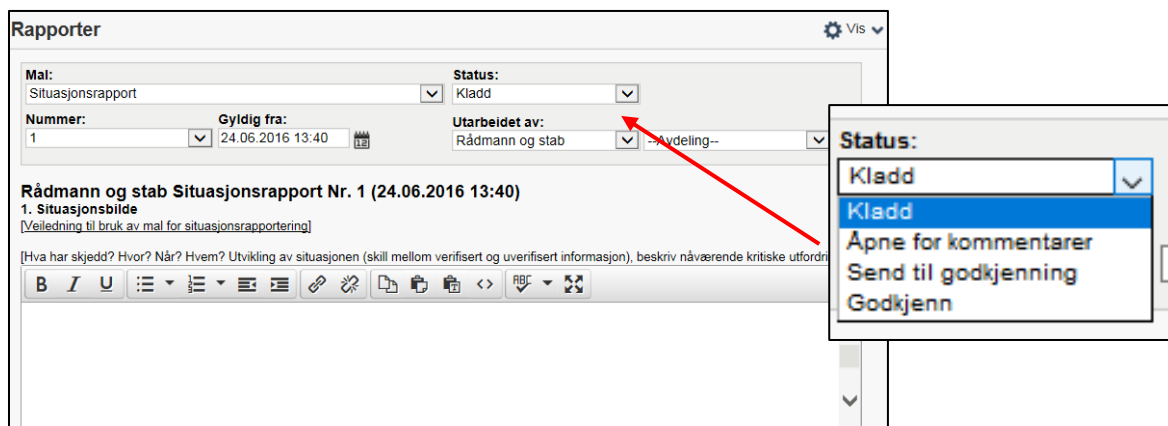 Rapporter
Vis
Mal:
Status:
Situasjonsrapport
Kladd
Nummer:
Gyldig fra:
Utarbeidet av:
1
24.06.2016 13:40
12
Rådmann og stab
--Avdeling--
Rådmann og stab Situasjonsrapport Nr. 1 (24.06.2016 13:40)
1. Situasjonsbilde
[Veiledning til bruk av mal for situasjonsrapportering]
[Hva har skjedd? Hvor? Når? Hvem? Utvikling av situasjonen (skill mellom verifisert og uverifisert informasjon), beskriv nåværende kritiske utfordri
B I U
ABC
Status:
Kladd
Kladd
Åpne for kommentarer
Send til godkjenning
Godkjenn